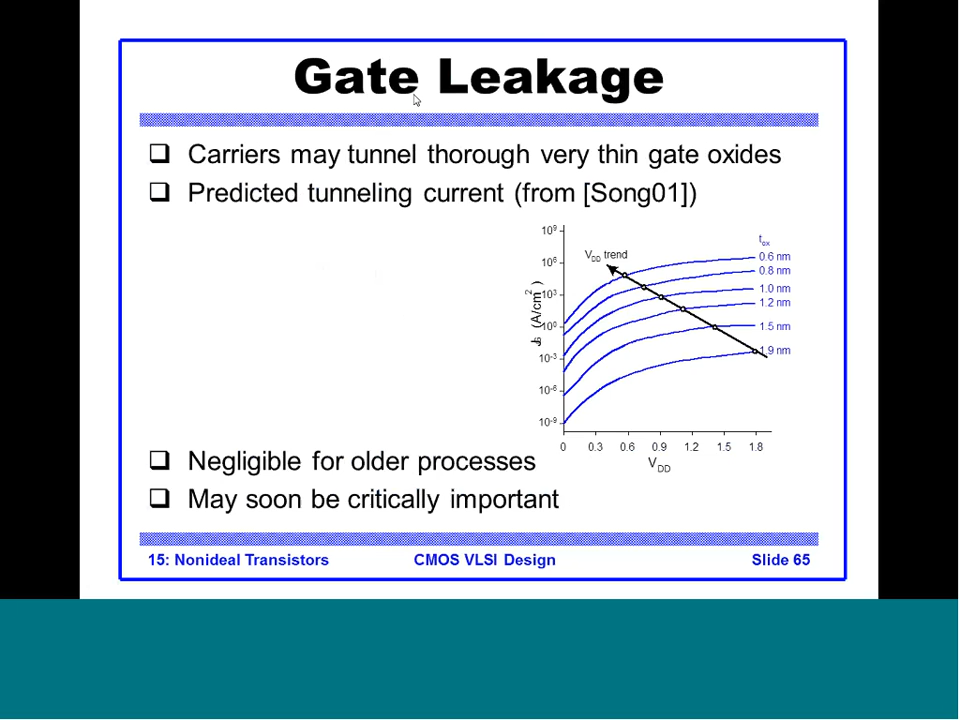 Gate Leakage
❑ Carriers may tunnel thorough very thin gate oxides
❑ Predicted tunneling current (from [Song01])
10⁹
10⁶
10³
10⁰
10⁻³
10⁻⁶
10⁻⁹
J_G (A/cm²)
V_DD trend
t_ox
0.6 nm
0.8 nm
1.0 nm
1.2 nm
1.5 nm
1.9 nm
0 0.3 0.6 0.9 1.2 1.5 1.8
V_DD
❑ Negligible for older processes
❑ May soon be critically important
15: Nonideal Transistors CMOS VLSI Design Slide 65